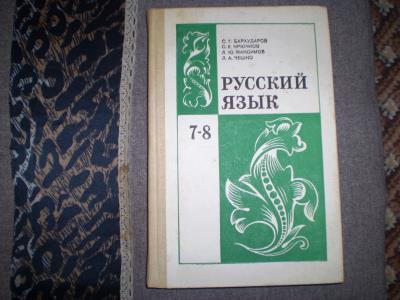 С. Г. БАРХУДАРОВ
С. Е. КРЮЧКОВ
Л. Ю. МАКСИМОВ
Л. А. ЧЕШКО
РУССКИЙ
ЯЗЫК
7-8